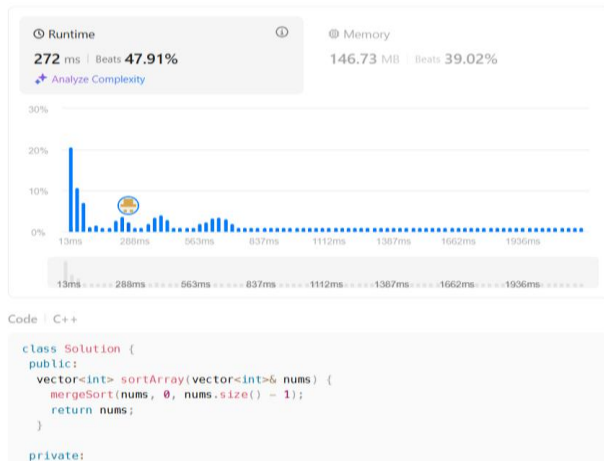 Runtime
272 ms | Beats 47.91%
Analyze Complexity
Memory
146.73 MB | Beats 39.02%
30%
20%
10%
0%
13ms 288ms 563ms 837ms 1112ms 1387ms 1662ms 1936ms
13ms 288ms 563ms 837ms 1112ms 1387ms 1662ms 1936ms
Code | C++
class Solution {
public:
vector<int> sortArray(vector<int>& nums) {
mergeSort(nums, 0, nums.size() - 1);
return nums;
}
private: